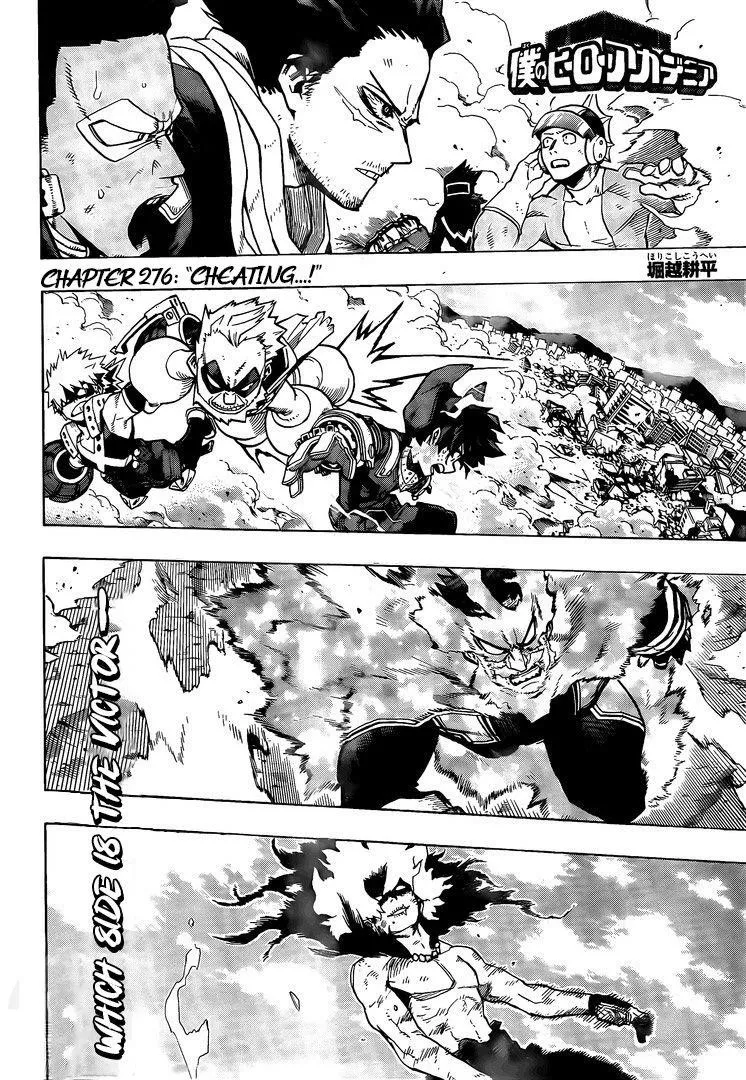 僕のヒーローアカデミア
ほりこしこうへい
堀越耕平
CHAPTER 276: "CHEATING...!"
WHICH SIDE IS THE VICTOR —